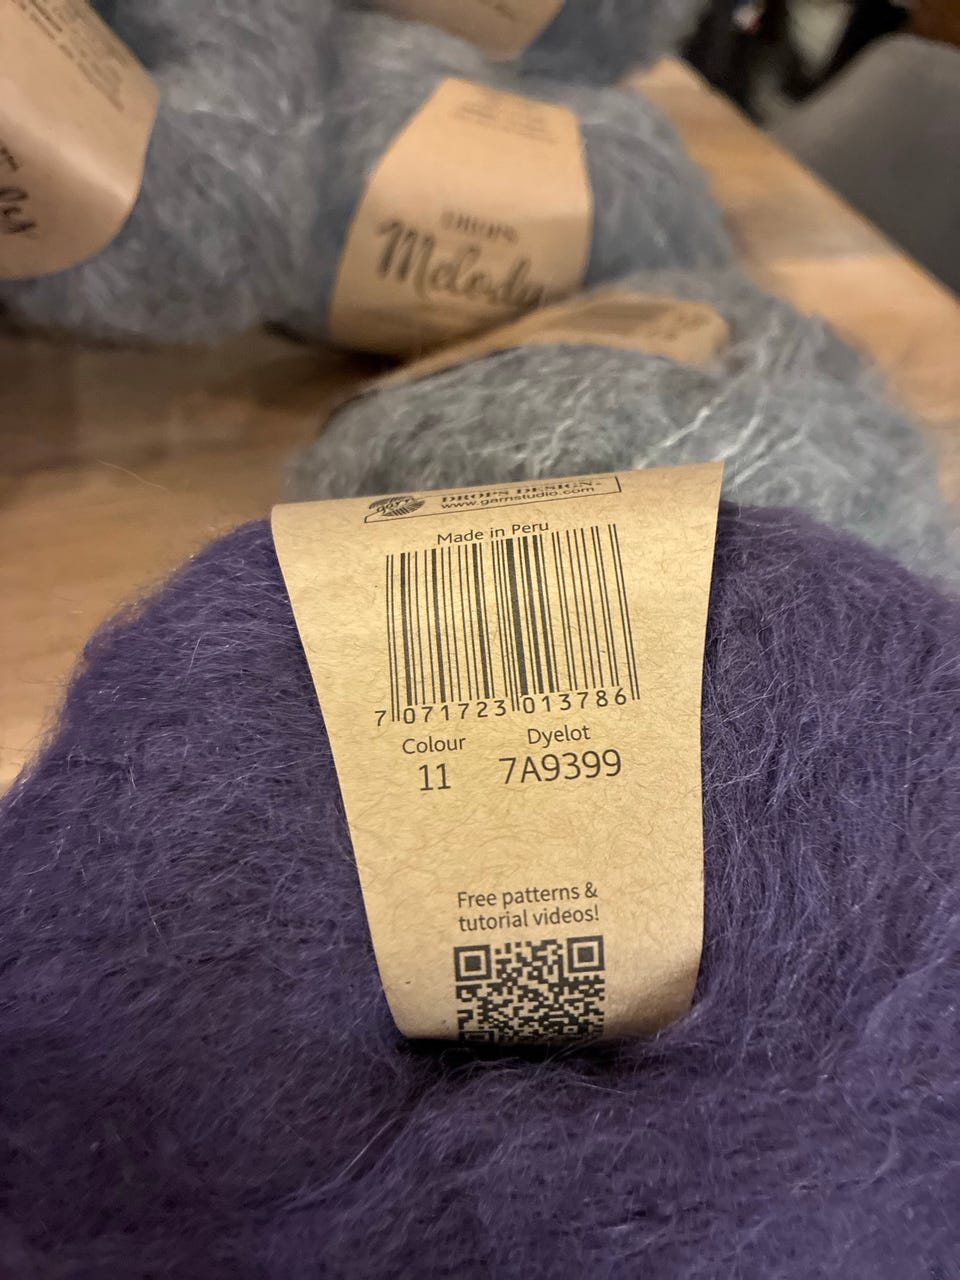 DROPS
Melody
garn
DROPS DESIGN
www.garnstudio.com
Made in Peru
7 071723 013786
Colour Dyelot
11 7A9399
Free patterns &
tutorial videos!